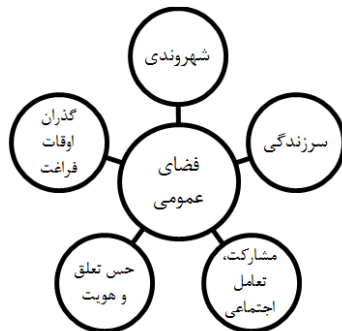 شهروندی
گذران
اوقات
فراغت
سرزندگی
فضای
عمومی
حس تعلق
و هویت
مشارکت،
تعامل
اجتماعی